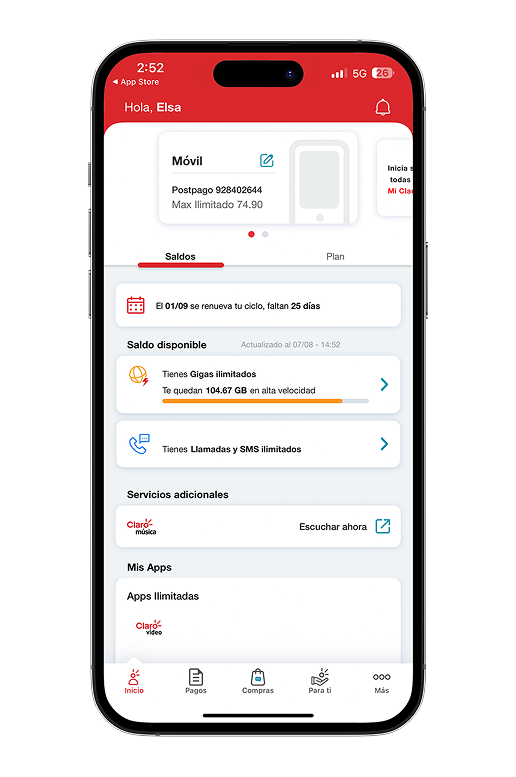 2:52
5G 26
App Store
Hola, Elsa
Móvil
Postpago 928402644
Max Ilimitado 74.90
Inicia
todas
Mi Clar
Saldos
Plan
El 01/09 se renueva tu ciclo, faltan 25 días
Saldo disponible
Actualizado al 07/08 - 14:52
Tienes Gigas ilimitados
Te quedan 104.67 GB en alta velocidad
Tienes Llamadas y SMS ilimitados
Servicios adicionales
Claro
música
Escuchar ahora
Mis Apps
Apps Ilimitadas
Claro
video
Inicio
Pagos
Compras
Para ti
Más